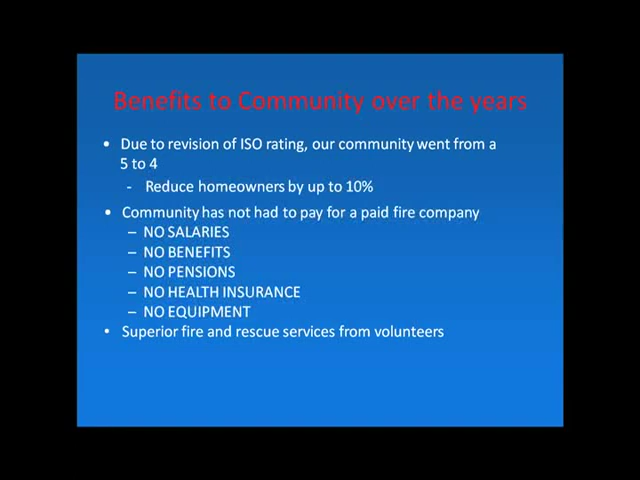 Benefits to Community over the years
• Due to revision of ISO rating, our community went from a
5 to 4
- Reduce homeowners by up to 10%
• Community has not had to pay for a paid fire company
– NO SALARIES
– NO BENEFITS
– NO PENSIONS
– NO HEALTH INSURANCE
– NO EQUIPMENT
• Superior fire and rescue services from volunteers